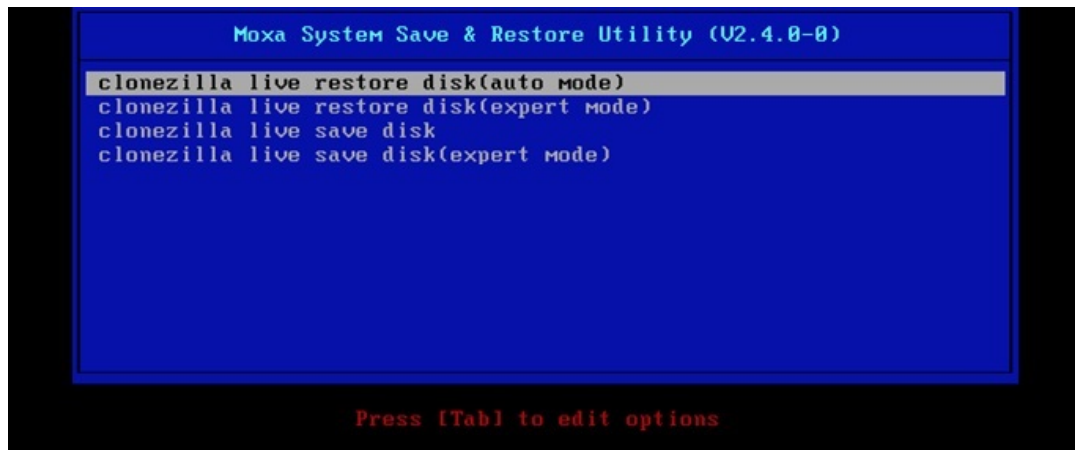 Moxa System Save & Restore Utility (V2.4.0-0)
clonezilla live restore disk(auto mode)
clonezilla live restore disk(expert mode)
clonezilla live save disk
clonezilla live save disk(expert mode)
Press [Tab] to edit options